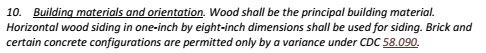 10. Building materials and orientation. Wood shall be the principal building material.
Horizontal wood siding in one-inch by eight-inch dimensions shall be used for siding. Brick and
certain concrete configurations are permitted only by a variance under CDC 58.090.